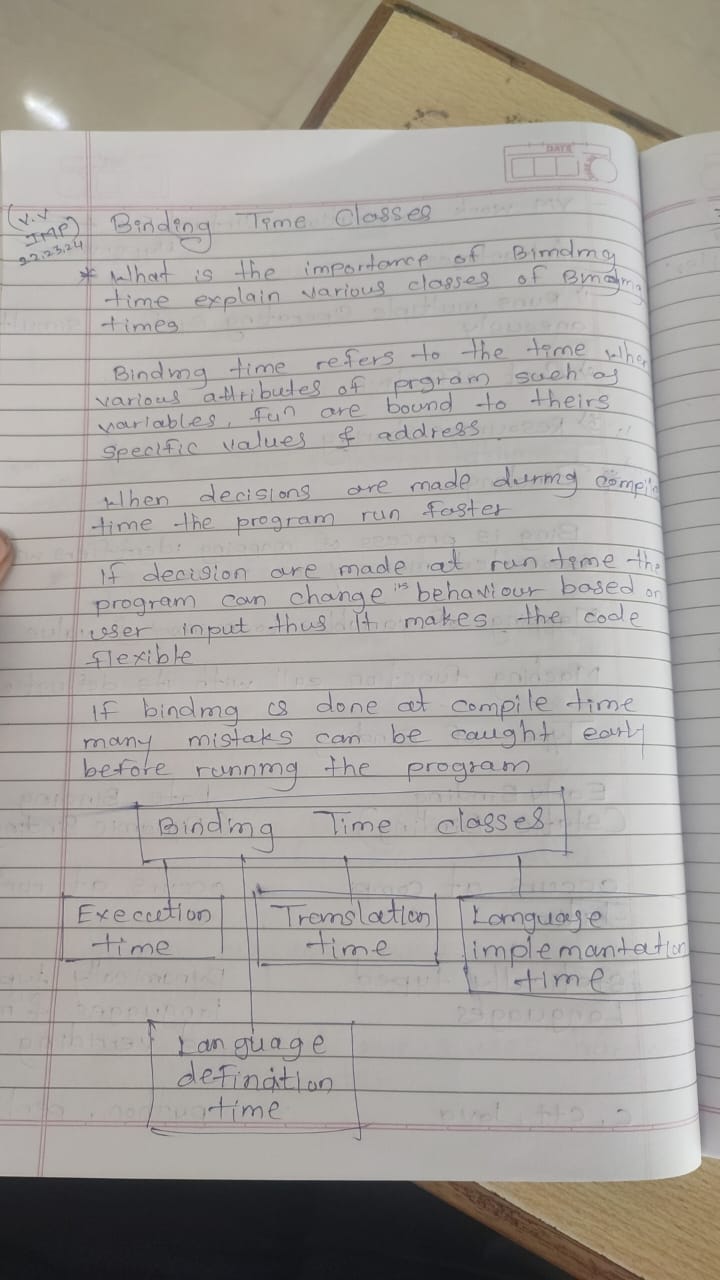 DATE
(V.V
IMP)
22,23,24
Binding Time Classes
* What is the importance of Binding
time explain various classes of Binding
times
Binding time refers to the time when
various attributes of prgram such as
variables, fun are bound to theirs
specific values & address
When decisions are made during compile
time the program run faster
If decision are made at run time the
program can change its behaviour based on
user input thus It makes the code
flexible
If binding is done at compile time
many mistaks can be caught early
before running the program
Binding Time classes
Execution
time
Translation
time
Language
implemantation
time
Language
defination
time